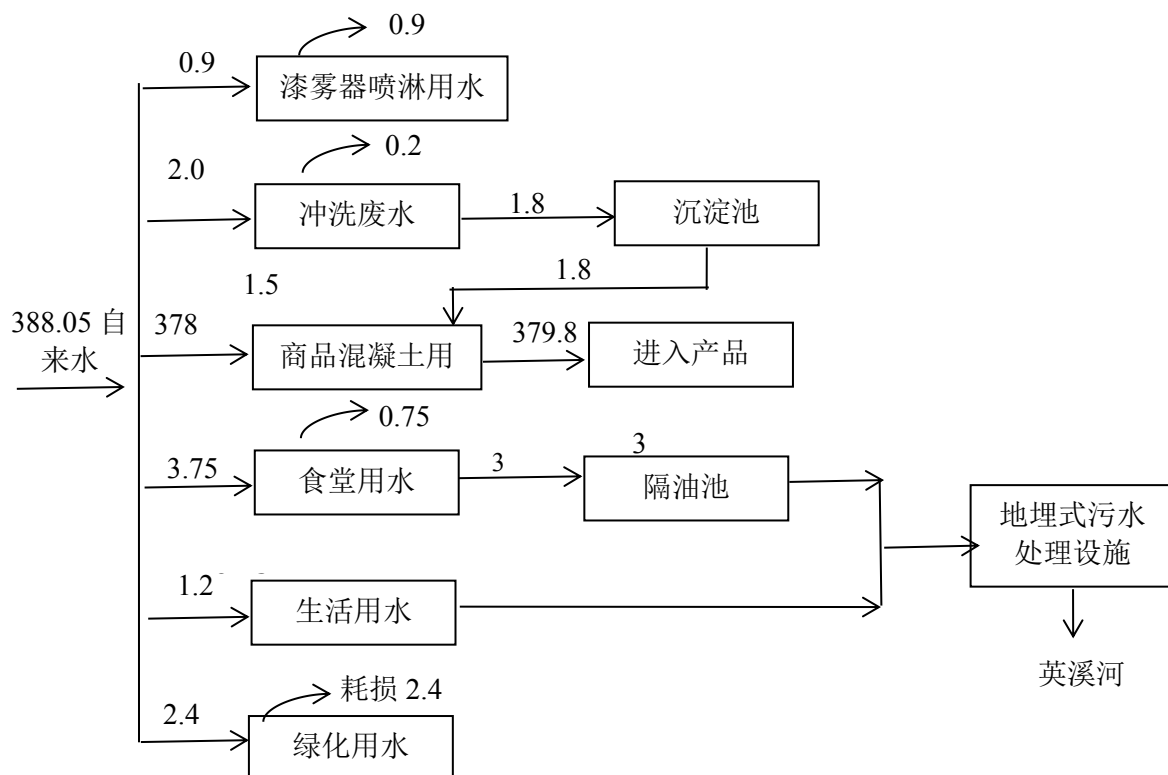 0.9
0.9
漆雾器喷淋用水
0.2
2.0
冲洗废水
1.8
沉淀池
1.8
1.5
388.05 自
来水
378
商品混凝土用
379.8
进入产品
0.75
3.75
食堂用水
3
3
隔油池
地埋式污水
处理设施
1.2
生活用水
英溪河
耗损 2.4
2.4
绿化用水